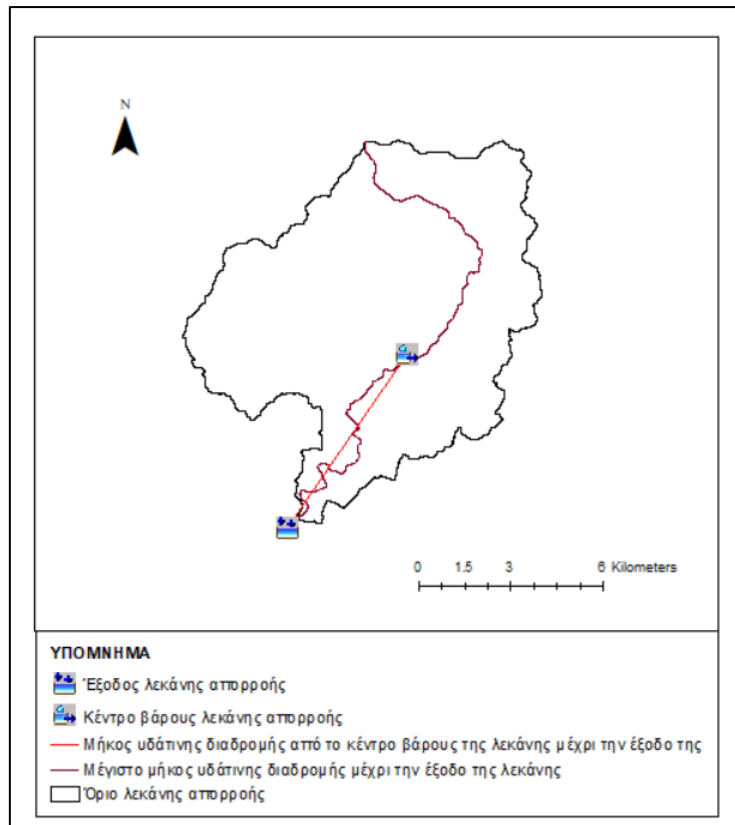 N
0 1.5 3 6 Kilometers
ΥΠΟΜΝΗΜΑ
Έξοδος λεκάνης απορροής
Κέντρο βάρους λεκάνης απορροής
Μήκος υδάτινης διαδρομής από το κέντρο βάρους της λεκάνης μέχρι την έξοδο της
Μέγιστο μήκος υδάτινης διαδρομής μέχρι την έξοδο της λεκάνης
Όριο λεκάνης απορροής